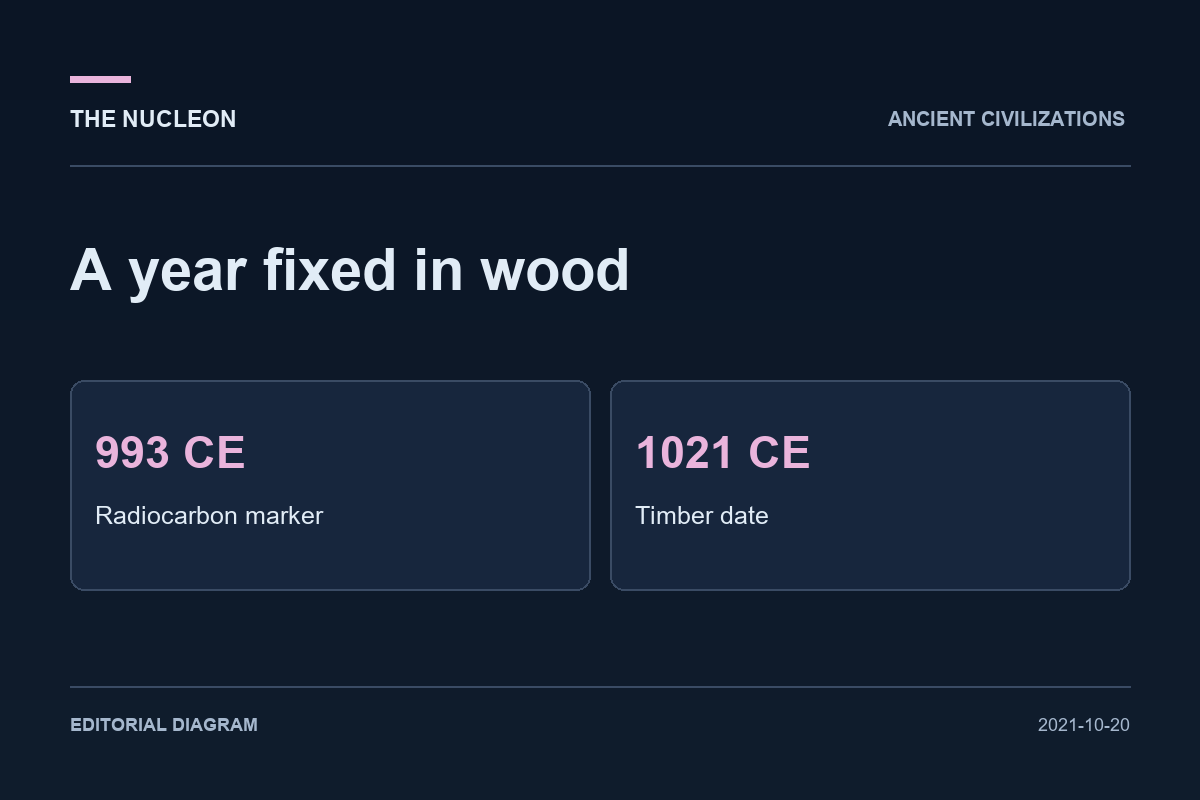 THE NUCLEON
ANCIENT CIVILIZATIONS
A year fixed in wood
993 CE
Radiocarbon marker
1021 CE
Timber date
EDITORIAL DIAGRAM
2021-10-20